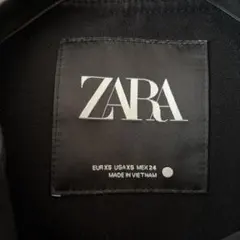 ZARA
EUR XS USA XS MEX 24
MADE IN VIETNAM